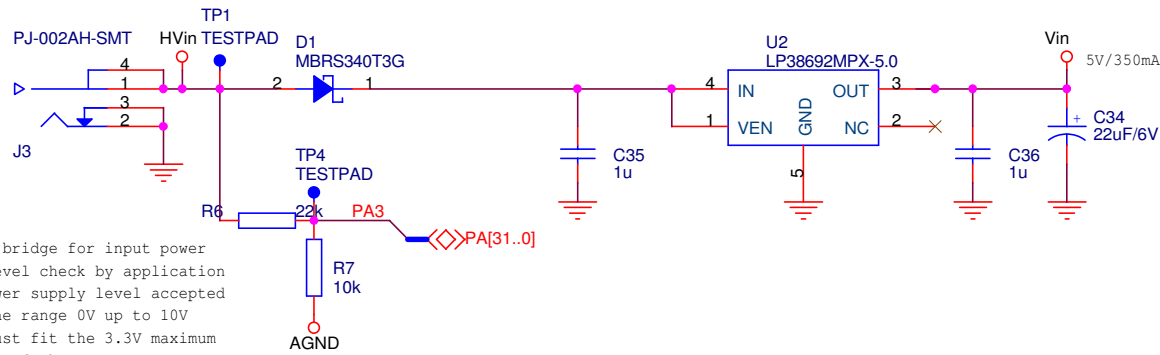 TP1
PJ-002AH-SMT HVin TESTPAD D1
MBRS340T3G
U2
LP38692MPX-5.0
Vin
5V/350mA
4
1
3
2
J3
2 1
4 IN OUT 3
1 VEN GND NC 2
5
C35
1u
C36
1u
+
C34
22uF/6V
TP4
TESTPAD
R6 22k PA3
PA[31..0]
R7
10k
AGND
bridge for input power
evel check by application
wer supply level accepted
ne range 0V up to 10V
ust fit the 3.3V maximum